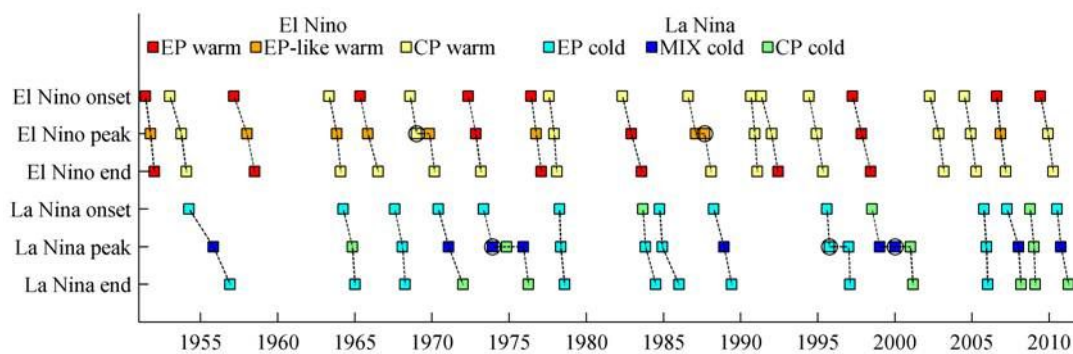 El Nino La Nina
EP warm EP-like warm CP warm EP cold MIX cold CP cold
El Nino onset
El Nino peak
El Nino end
La Nina onset
La Nina peak
La Nina end
1955 1960 1965 1970 1975 1980 1985 1990 1995 2000 2005 2010